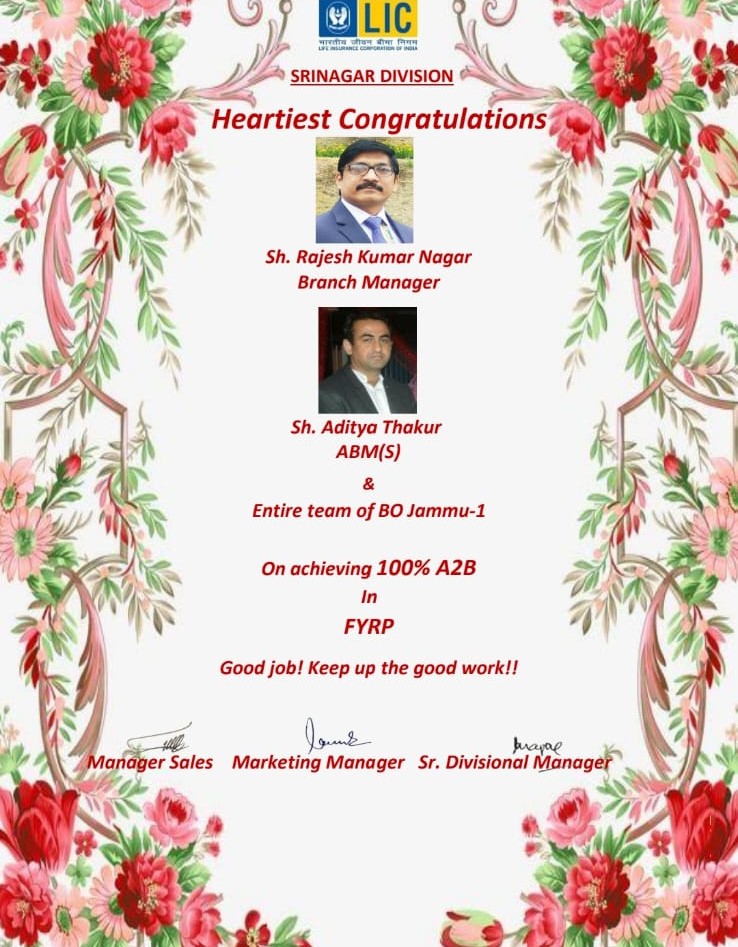 LIC
भारतीय जीवन बीमा निगम
LIFE INSURANCE CORPORATION OF INDIA
SRINAGAR DIVISION
Heartiest Congratulations
Sh. Rajesh Kumar Nagar
Branch Manager
Sh. Aditya Thakur
ABM(S)
&
Entire team of BO Jammu-1
On achieving 100% A2B
In
FYRP
Good job! Keep up the good work!!
Manager Sales Marketing Manager Sr. Divisional Manager